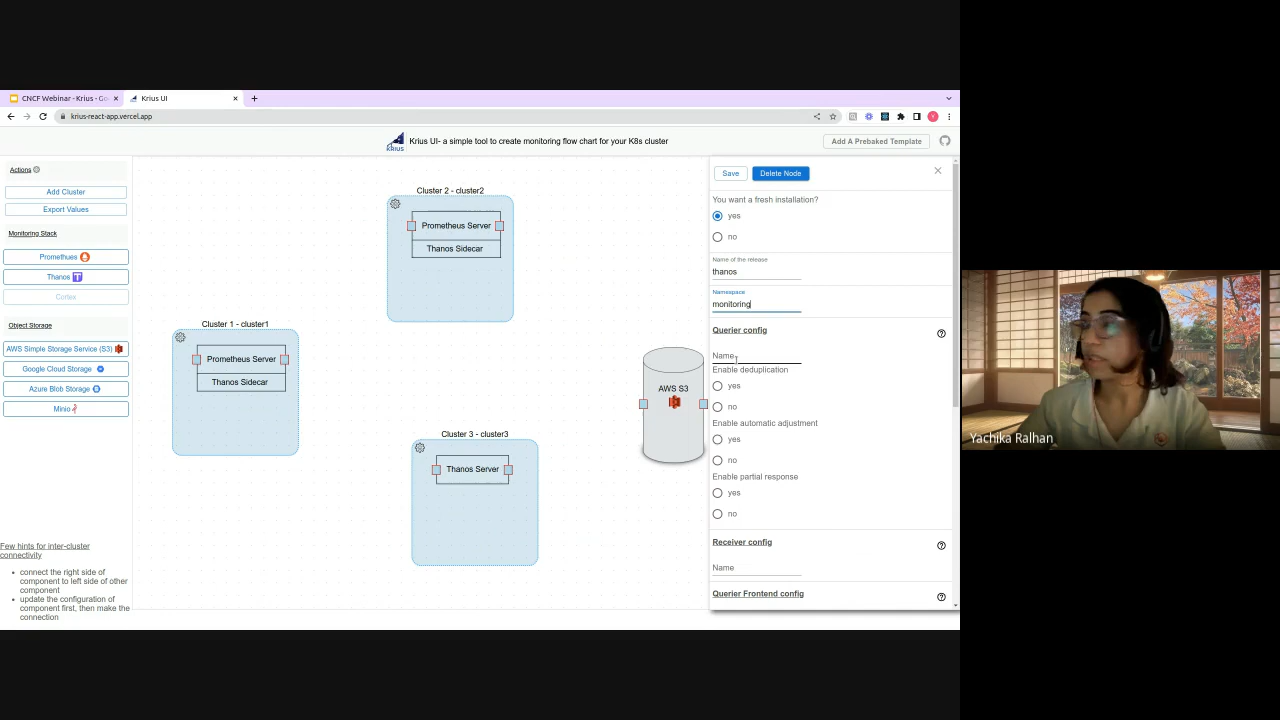 CNCF Webinar - Krius - Go
Krius UI
krius-react-app.vercel.app
Y
KRIUS
Krius UI- a simple tool to create monitoring flow chart for your K8s cluster
Add A Prebaked Template
Actions
Add Cluster
Export Values
Monitoring Stack
Promethues
Thanos
Cortex
Object Storage
AWS Simple Storage Service (S3)
Google Cloud Storage
Azure Blob Storage
Minio
Few hints for inter-cluster
connectivity
connect the right side of
component to left side of other
component
update the configuration of
component first, then make the
connection
Cluster 2 - cluster2
Prometheus Server
Thanos Sidecar
Cluster 1 - cluster1
Prometheus Server
Thanos Sidecar
Cluster 3 - cluster3
Thanos Server
AWS S3
Save
Delete Node
You want a fresh installation?
yes
no
Name of the release
thanos
Namespace
monitoring
Querier config
Name
Enable deduplication
yes
no
Enable automatic adjustment
yes
no
Enable partial response
yes
no
Receiver config
Name
Querier Frontend config
Yachika Ralhan